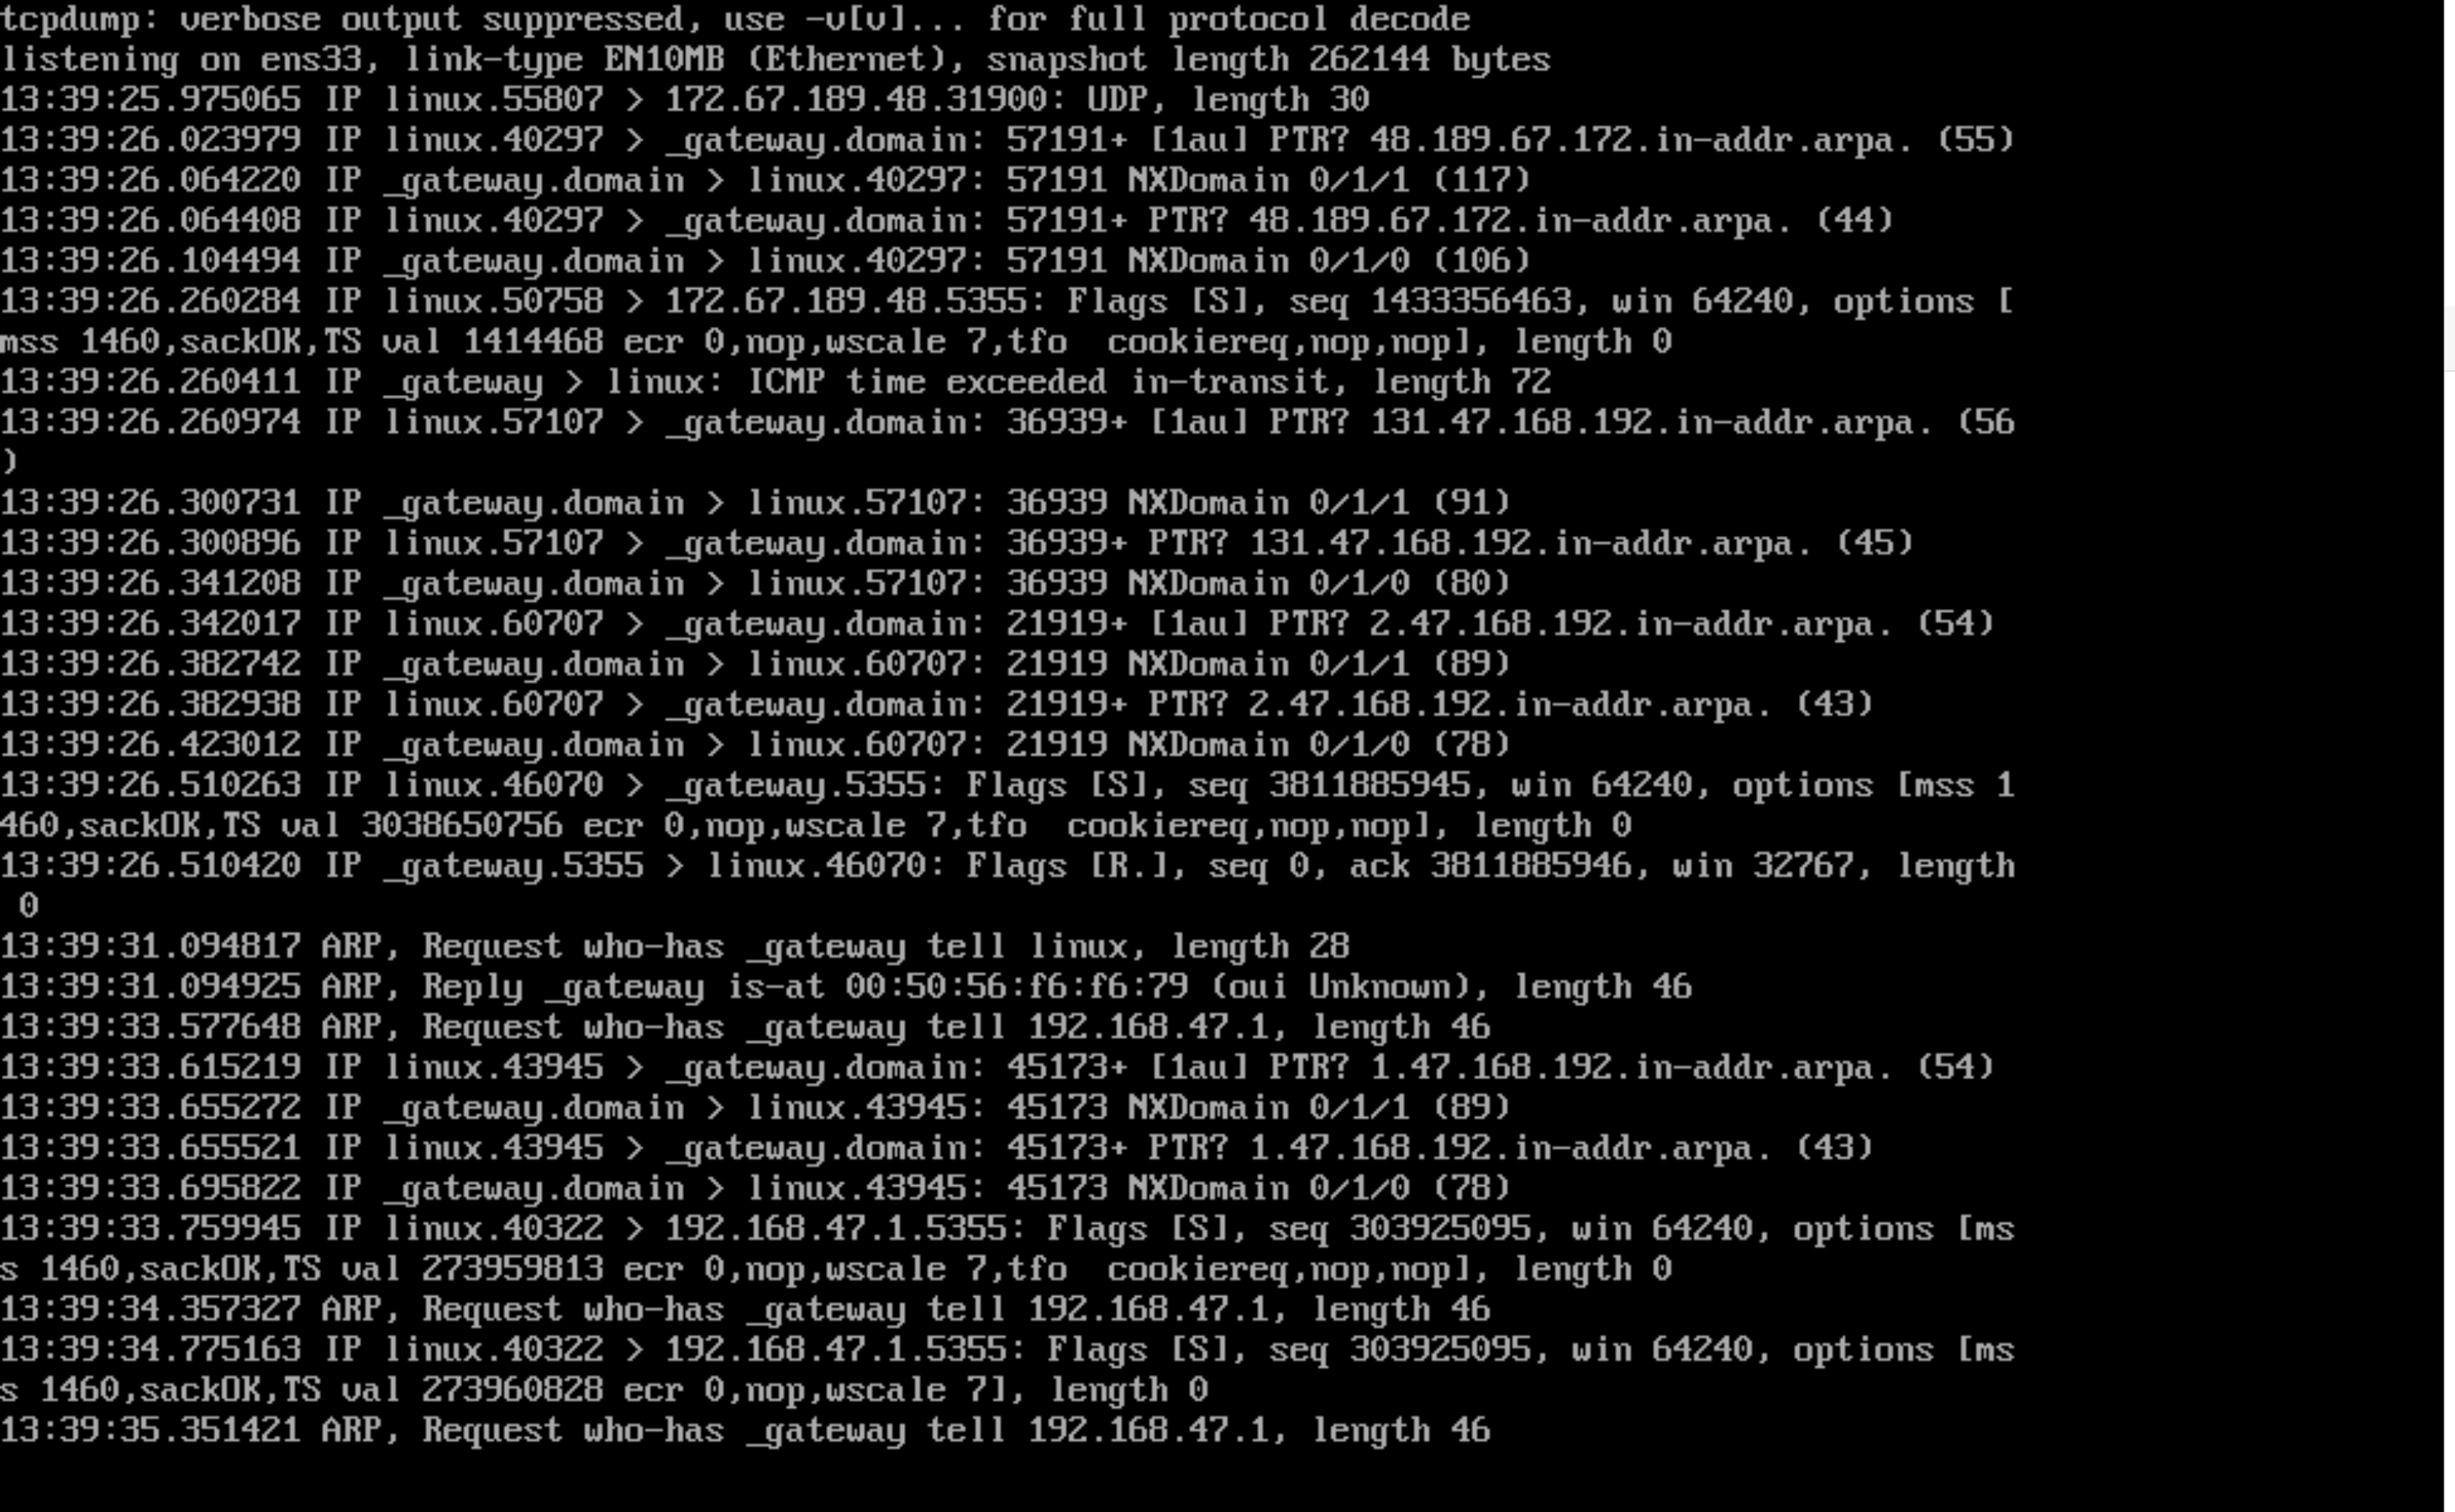 tcpdump: verbose output suppressed, use -v[v]... for full protocol decode
listening on ens33, link-type EN10MB (Ethernet), snapshot length 262144 bytes
13:39:25.975065 IP linux.55807 > 172.67.189.48.31900: UDP, length 30
13:39:26.023979 IP linux.40297 > _gateway.domain: 57191+ [1au] PTR? 48.189.67.172.in-addr.arpa. (55)
13:39:26.064220 IP _gateway.domain > linux.40297: 57191 NXDomain 0/1/1 (117)
13:39:26.064408 IP linux.40297 > _gateway.domain: 57191+ PTR? 48.189.67.172.in-addr.arpa. (44)
13:39:26.104494 IP _gateway.domain > linux.40297: 57191 NXDomain 0/1/0 (106)
13:39:26.260284 IP linux.50758 > 172.67.189.48.5355: Flags [S], seq 1433356463, win 64240, options [
mss 1460,sackOK,TS val 1414468 ecr 0,nop,wscale 7,tfo  cookiereq,nop,nop], length 0
13:39:26.260411 IP _gateway > linux: ICMP time exceeded in-transit, length 72
13:39:26.260974 IP linux.57107 > _gateway.domain: 36939+ [1au] PTR? 131.47.168.192.in-addr.arpa. (56
)
13:39:26.300731 IP _gateway.domain > linux.57107: 36939 NXDomain 0/1/1 (91)
13:39:26.300896 IP linux.57107 > _gateway.domain: 36939+ PTR? 131.47.168.192.in-addr.arpa. (45)
13:39:26.341208 IP _gateway.domain > linux.57107: 36939 NXDomain 0/1/0 (80)
13:39:26.342017 IP linux.60707 > _gateway.domain: 21919+ [1au] PTR? 2.47.168.192.in-addr.arpa. (54)
13:39:26.382742 IP _gateway.domain > linux.60707: 21919 NXDomain 0/1/1 (89)
13:39:26.382938 IP linux.60707 > _gateway.domain: 21919+ PTR? 2.47.168.192.in-addr.arpa. (43)
13:39:26.423012 IP _gateway.domain > linux.60707: 21919 NXDomain 0/1/0 (78)
13:39:26.510263 IP linux.46070 > _gateway.5355: Flags [S], seq 3811885945, win 64240, options [mss 1
460,sackOK,TS val 3038650756 ecr 0,nop,wscale 7,tfo  cookiereq,nop,nop], length 0
13:39:26.510420 IP _gateway.5355 > linux.46070: Flags [R.], seq 0, ack 3811885946, win 32767, length
 0
13:39:31.094817 ARP, Request who-has _gateway tell linux, length 28
13:39:31.094925 ARP, Reply _gateway is-at 00:50:56:f6:f6:79 (oui Unknown), length 46
13:39:33.577648 ARP, Request who-has _gateway tell 192.168.47.1, length 46
13:39:33.615219 IP linux.43945 > _gateway.domain: 45173+ [1au] PTR? 1.47.168.192.in-addr.arpa. (54)
13:39:33.655272 IP _gateway.domain > linux.43945: 45173 NXDomain 0/1/1 (89)
13:39:33.655521 IP linux.43945 > _gateway.domain: 45173+ PTR? 1.47.168.192.in-addr.arpa. (43)
13:39:33.695822 IP _gateway.domain > linux.43945: 45173 NXDomain 0/1/0 (78)
13:39:33.759945 IP linux.40322 > 192.168.47.1.5355: Flags [S], seq 303925095, win 64240, options [ms
s 1460,sackOK,TS val 273959813 ecr 0,nop,wscale 7,tfo  cookiereq,nop,nop], length 0
13:39:34.357327 ARP, Request who-has _gateway tell 192.168.47.1, length 46
13:39:34.775163 IP linux.40322 > 192.168.47.1.5355: Flags [S], seq 303925095, win 64240, options [ms
s 1460,sackOK,TS val 273960828 ecr 0,nop,wscale 7], length 0
13:39:35.351421 ARP, Request who-has _gateway tell 192.168.47.1, length 46